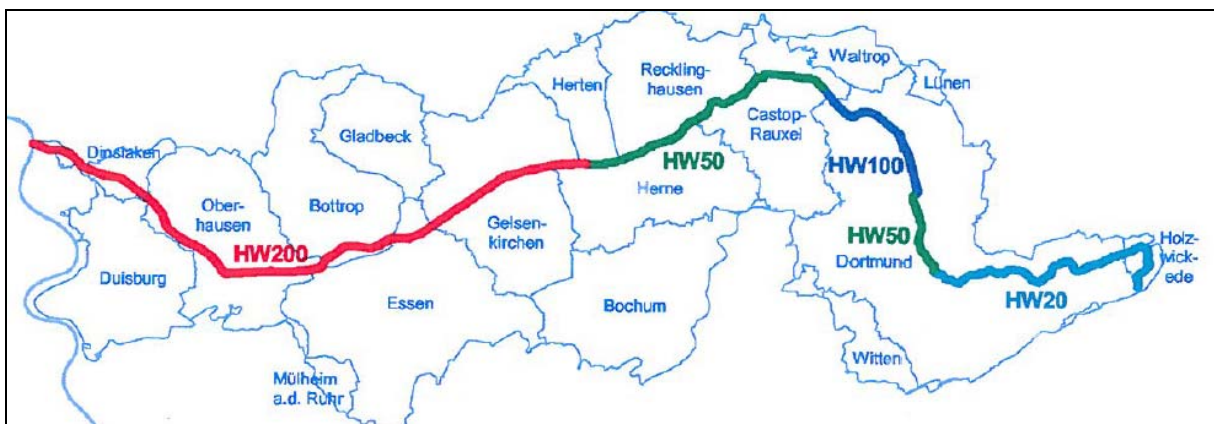 Waltrop
Reckling-
hausen
Herten
Lünen
Castop-
Rauxel
Gladbeck
Dinslaken
HW50
HW100
Herne
Ober-
hausen
Bottrop
Gelsen-
kirchen
HW50
Dortmund
Holz-
wick-
ede
HW200
Duisburg
Essen
Bochum
HW20
Witten
Mülheim
a.d. Ruhr